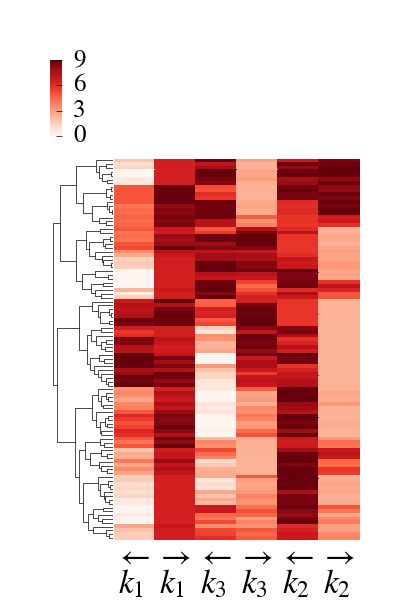 9
6
3
0
← → ← → ← →
k₁ k₁ k₃ k₃ k₂ k₂